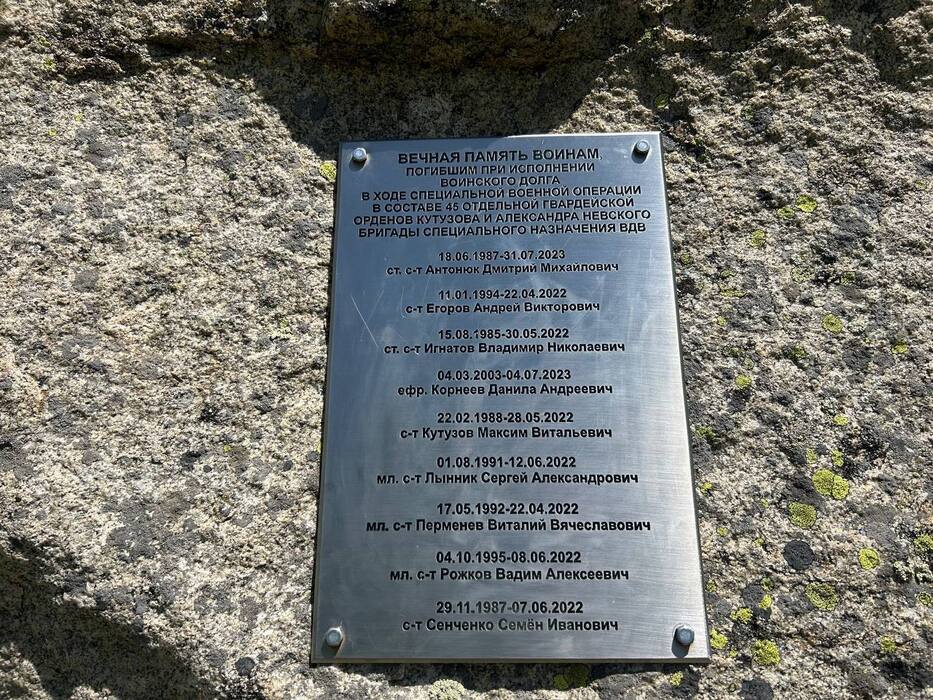 ВЕЧНАЯ ПАМЯТЬ ВОИНАМ,
ПОГИБШИМ ПРИ ИСПОЛНЕНИИ
ВОИНСКОГО ДОЛГА
В ХОДЕ СПЕЦИАЛЬНОЙ ВОЕННОЙ ОПЕРАЦИИ
В СОСТАВЕ 45 ОТДЕЛЬНОЙ ГВАРДЕЙСКОЙ
ОРДЕНОВ КУТУЗОВА И АЛЕКСАНДРА НЕВСКОГО
БРИГАДЫ СПЕЦИАЛЬНОГО НАЗНАЧЕНИЯ ВДВ
18.06.1987-31.07.2023
ст. с-т Антонюк Дмитрий Михайлович
11.01.1994-22.04.2022
с-т Егоров Андрей Викторович
15.08.1985-30.05.2022
ст. с-т Игнатов Владимир Николаевич
04.03.2003-04.07.2023
ефр. Корнеев Данила Андреевич
22.02.1988-28.05.2022
с-т Кутузов Максим Витальевич
01.08.1991-12.06.2022
мл. с-т Лынник Сергей Александрович
17.05.1992-22.04.2022
мл. с-т Перменев Виталий Вячеславович
04.10.1995-08.06.2022
мл. с-т Рожков Вадим Алексеевич
29.11.1987-07.06.2022
с-т Сенченко Семён Иванович